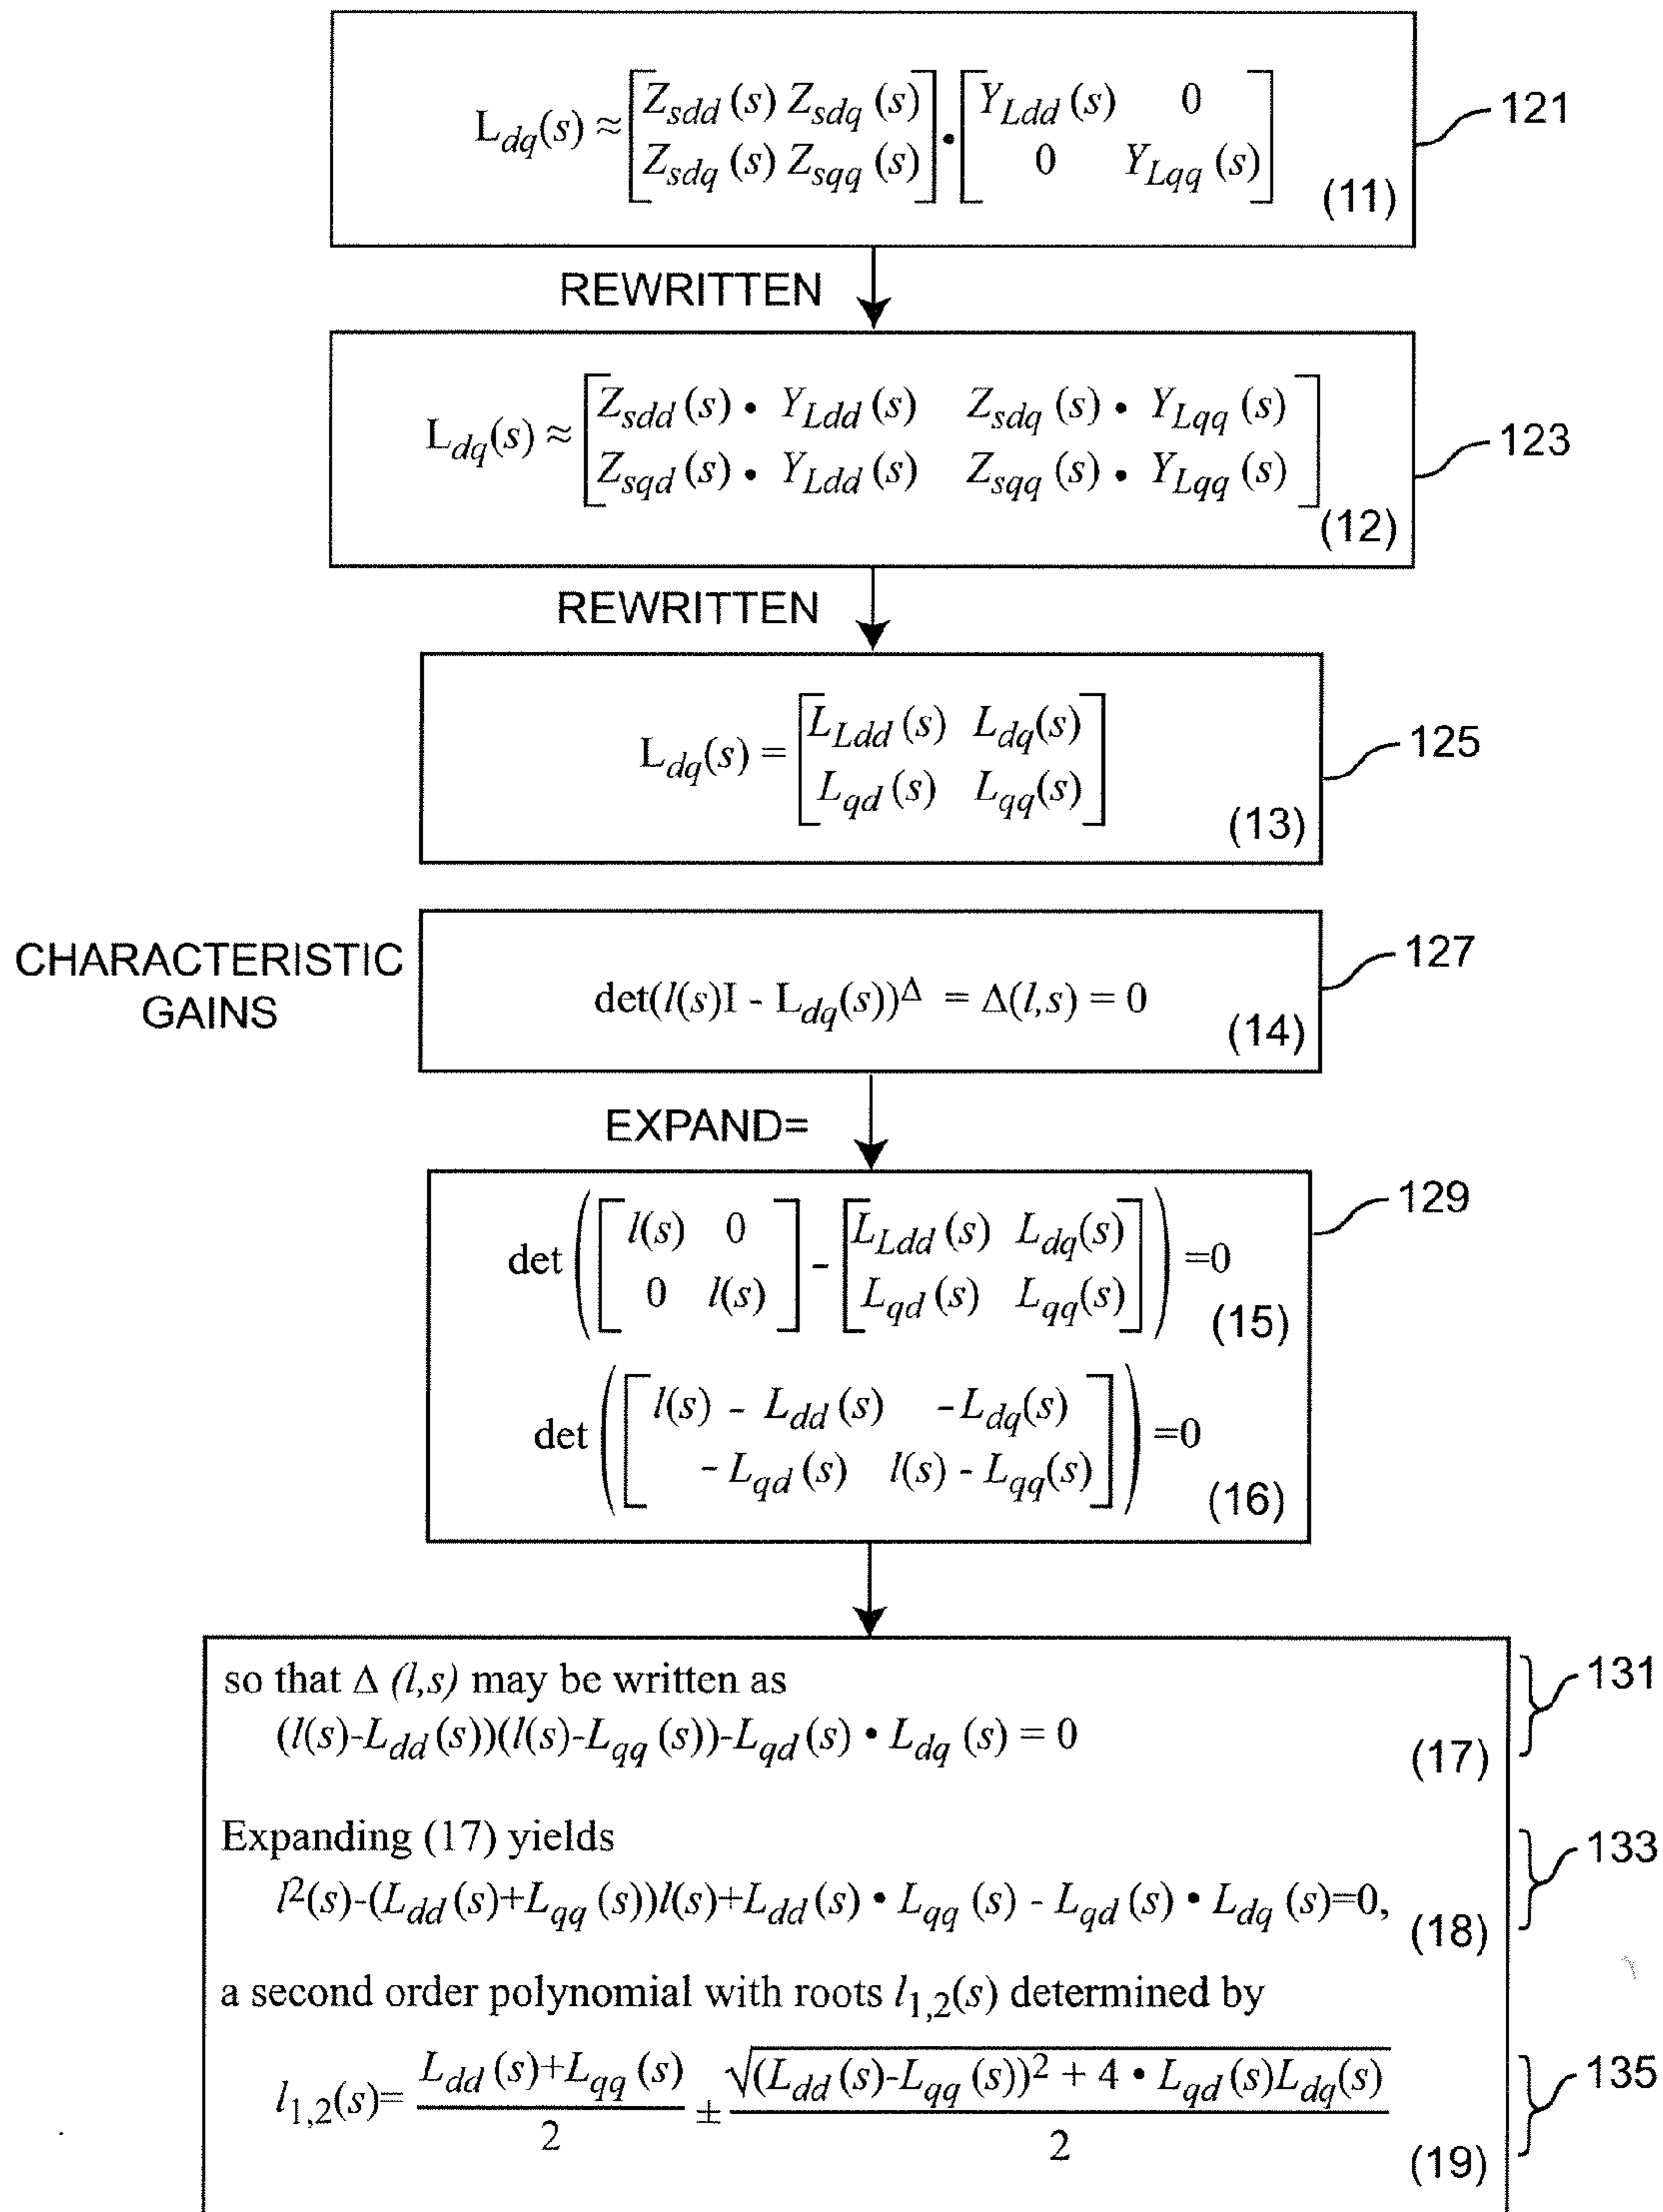 L_dq(s) ≈ [Z_sdd (s) Z_sdq (s)] • [Y_Ldd (s) 0]
[Z_sdq (s) Z_sqq (s)] [0 Y_Lqq (s)]
(11)
121
REWRITTEN
L_dq(s) ≈ [Z_sdd (s) • Y_Ldd (s) Z_sdq (s) • Y_Lqq (s)]
[Z_sqd (s) • Y_Ldd (s) Z_sqq (s) • Y_Lqq (s)]
(12)
123
REWRITTEN
L_dq(s) = [L_Ldd (s) L_dq(s)]
[L_qd (s) L_qq(s)]
(13)
125
CHARACTERISTIC
GAINS
det(l(s)I - L_dq(s))^Δ = Δ(l,s) = 0
(14)
127
EXPAND=
det ([l(s) 0] - [L_Ldd (s) L_dq(s)]) =0
[0 l(s)] [L_qd (s) L_qq(s)]
(15)
129
det ([l(s) - L_dd (s) -L_dq(s)]) =0
[- L_qd (s) l(s) - L_qq(s)]
(16)
so that Δ (l,s) may be written as
(l(s)-L_dd (s))(l(s)-L_qq (s))-L_qd (s) • L_dq (s) = 0
(17)
131
Expanding (17) yields
l²(s)-(L_dd (s)+L_qq (s))l(s)+L_dd (s) • L_qq (s) - L_qd (s) • L_dq (s)=0,
(18)
133
a second order polynomial with roots l_1,2(s) determined by
l_1,2(s)= (L_dd (s)+L_qq (s))/2 ± √((L_dd (s)-L_qq (s))² + 4 • L_qd (s)L_dq(s))/2
(19)
135